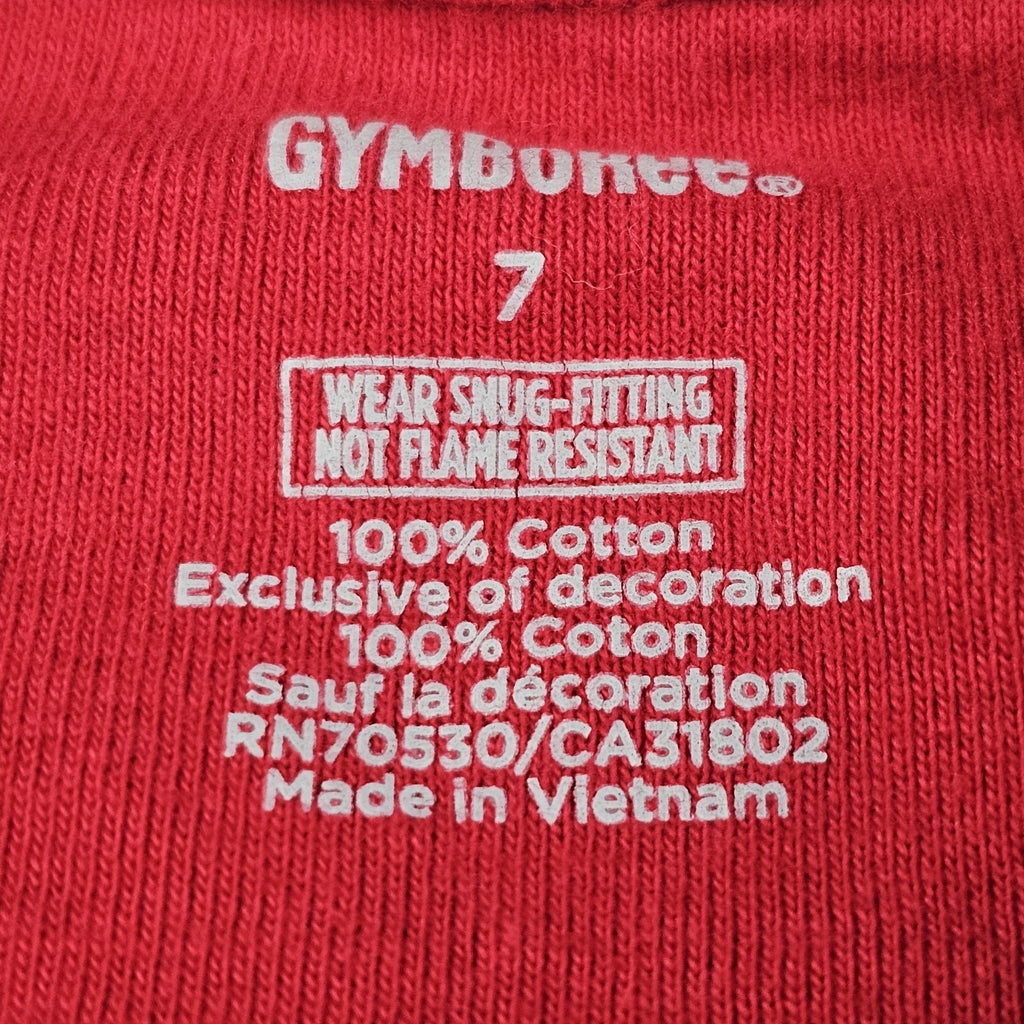 GYMBOREE®
7
WEAR SNUG-FITTING
NOT FLAME RESISTANT
100% Cotton
Exclusive of decoration
100% Coton
Sauf la décoration
RN70530/CA31802
Made in Vietnam